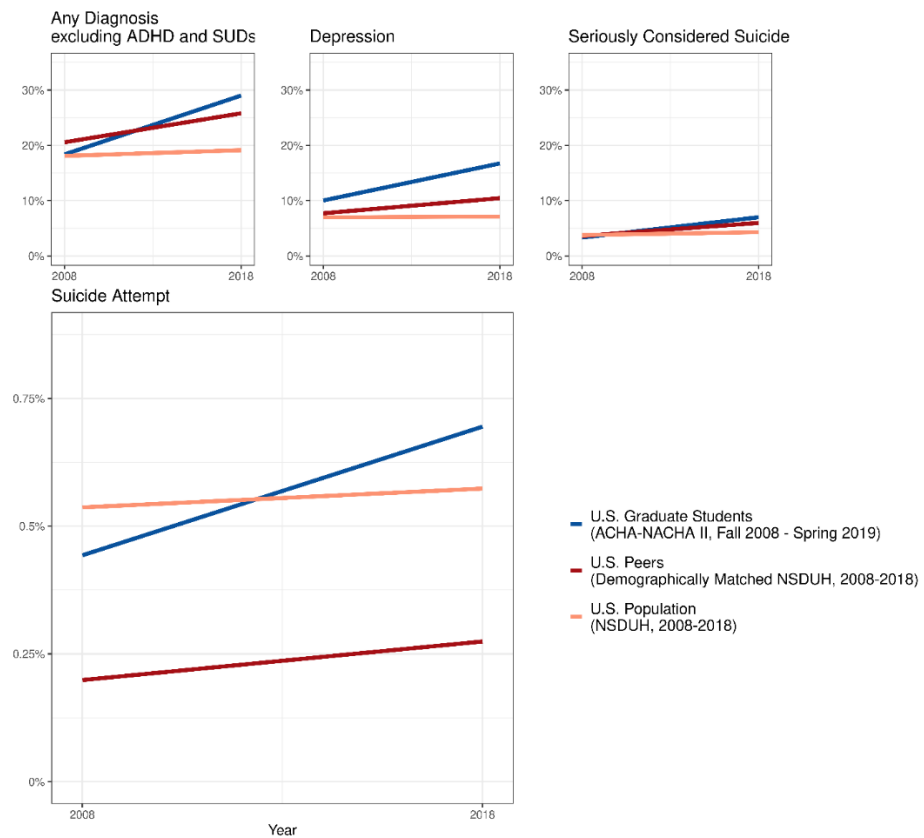 Any Diagnosis
excluding ADHD and SUDs
Depression
Seriously Considered Suicide
30%
20%
10%
0%
2008
2018
30%
20%
10%
0%
2008
2018
30%
20%
10%
0%
2008
2018
Suicide Attempt
0.75%
0.5%
0.25%
0%
2008
2018
Year
U.S. Graduate Students
(ACHA-NACHA II, Fall 2008 - Spring 2019)
U.S. Peers
(Demographically Matched NSDUH, 2008-2018)
U.S. Population
(NSDUH, 2008-2018)